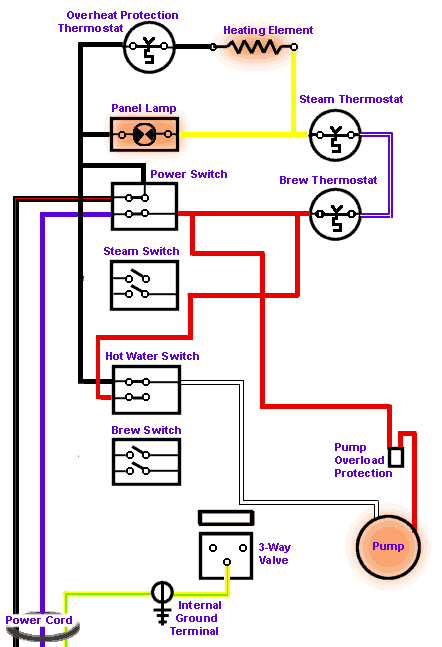 Overheat Protection
Thermostat
Heating Element
Panel Lamp
Steam Thermostat
Power Switch
Brew Thermostat
Steam Switch
Hot Water Switch
Brew Switch
Pump
Overload
Protection
3-Way
Valve
Pump
Internal
Ground
Terminal
Power Cord